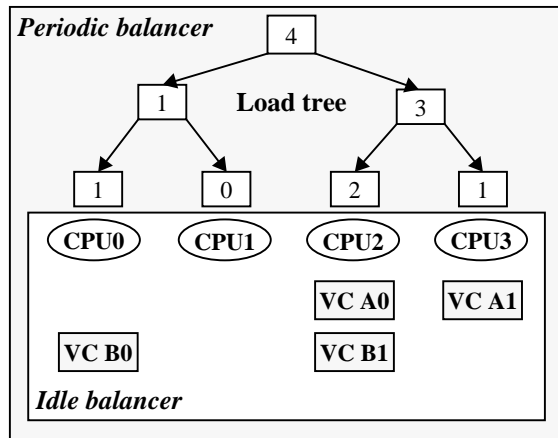 Periodic balancer
4
1 Load tree 3
1 0 2 1
CPU0 CPU1 CPU2 CPU3
VC A0 VC A1
VC B0 VC B1
Idle balancer